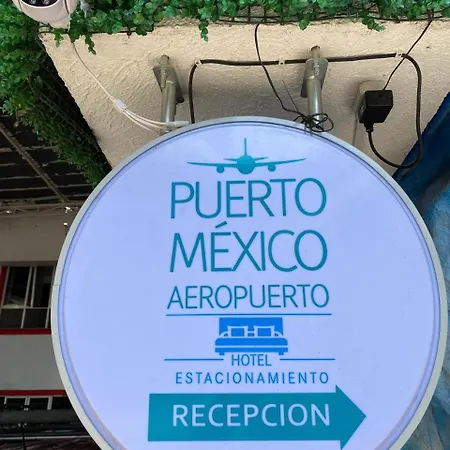 PUERTO
MÉXICO
AEROPUERTO
HOTEL
ESTACIONAMIENTO
RECEPCION